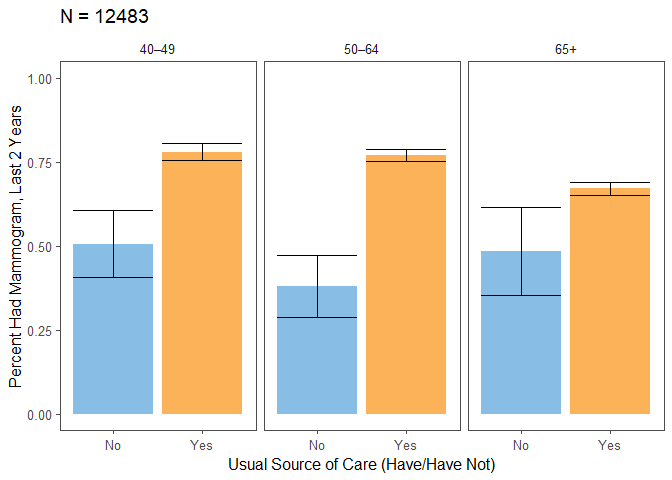 N = 12483
40–49
50–64
65+
Percent Had Mammogram, Last 2 Years
1.00
0.75
0.50
0.25
0.00
No
Yes
No
Yes
No
Yes
Usual Source of Care (Have/Have Not)